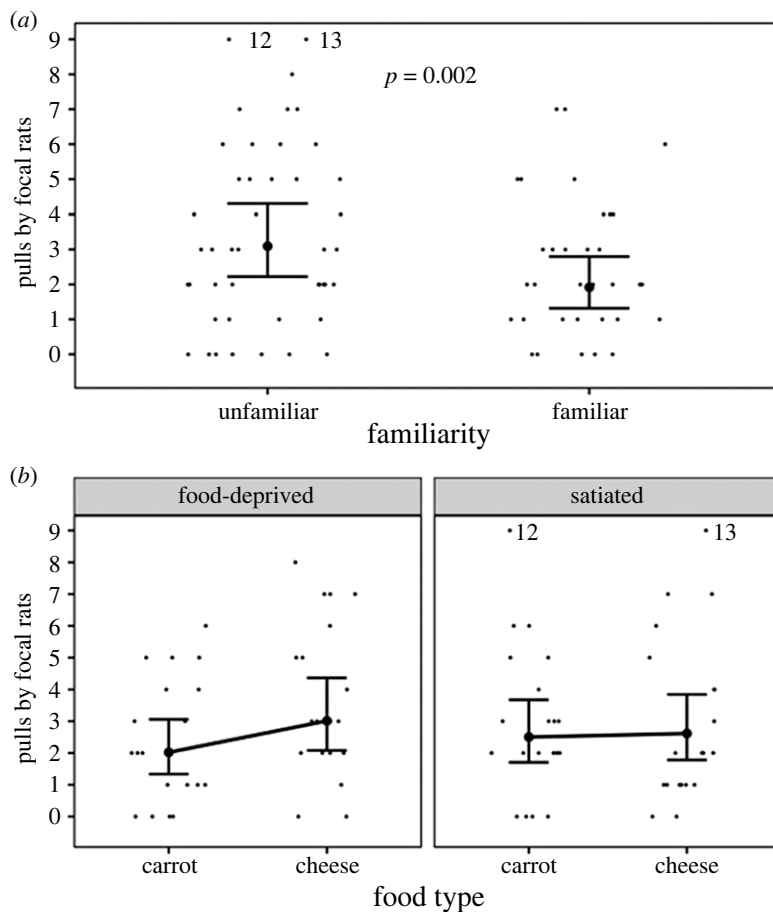 (a)
9
12
13
8
p = 0.002
7
6
5
4
3
2
1
0
pulls by focal rats
unfamiliar familiar
familiarity
(b)
food-deprived satiated
9
12
13
8
7
6
5
4
3
2
1
0
pulls by focal rats
carrot cheese carrot cheese
food type